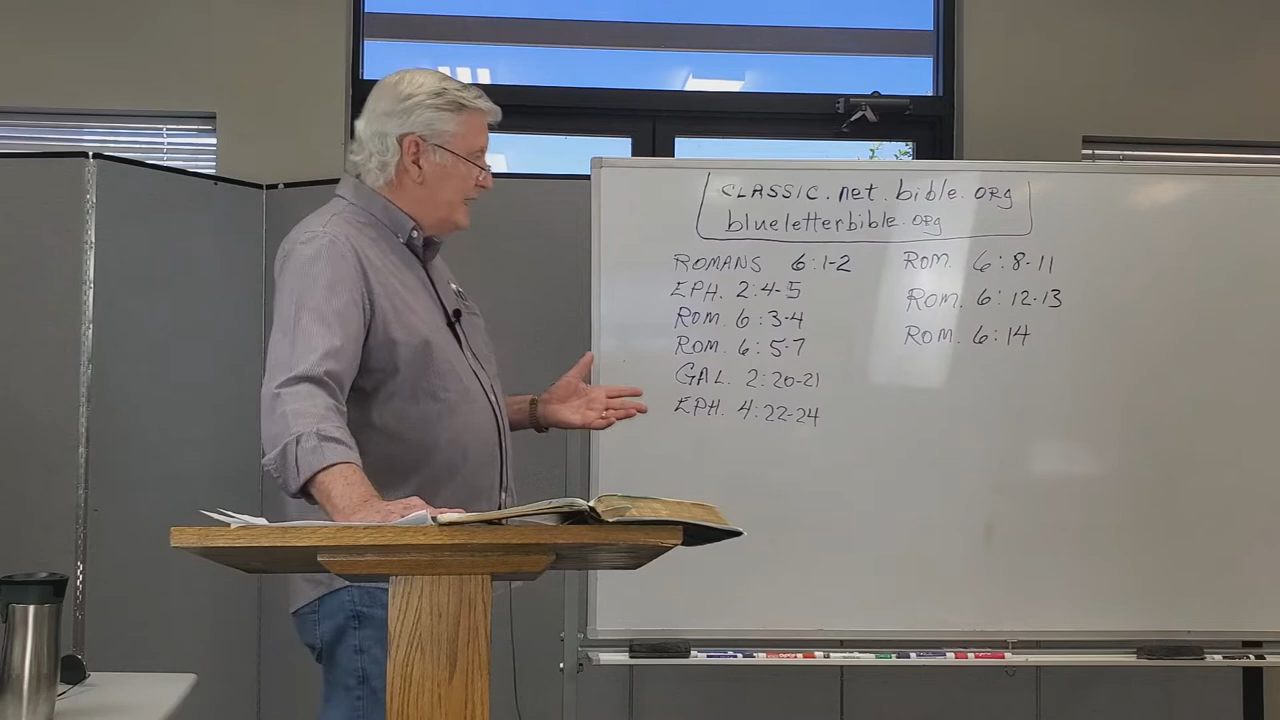 CLASSIC.net.bible.ORg
blueletterbible.ORg
ROMANS 6:1-2
EPH. 2:4-5
ROM. 6:3-4
ROM. 6:5-7
GAL. 2:20-21
EPH. 4:22-24
ROM. 6:8-11
ROM. 6:12-13
ROM. 6:14